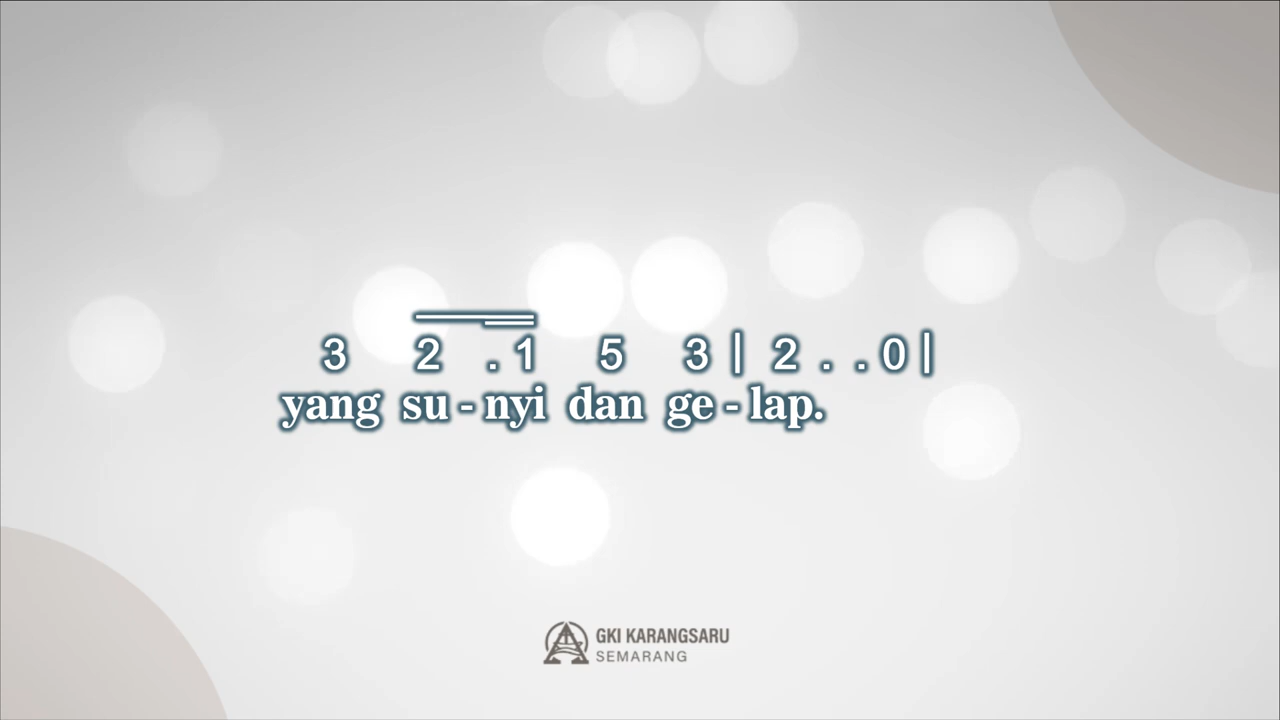 3 2 . 1 5 3 | 2 . . 0 |
yang su - nyi dan ge - lap.
GKI KARANGSARU
SEMARANG